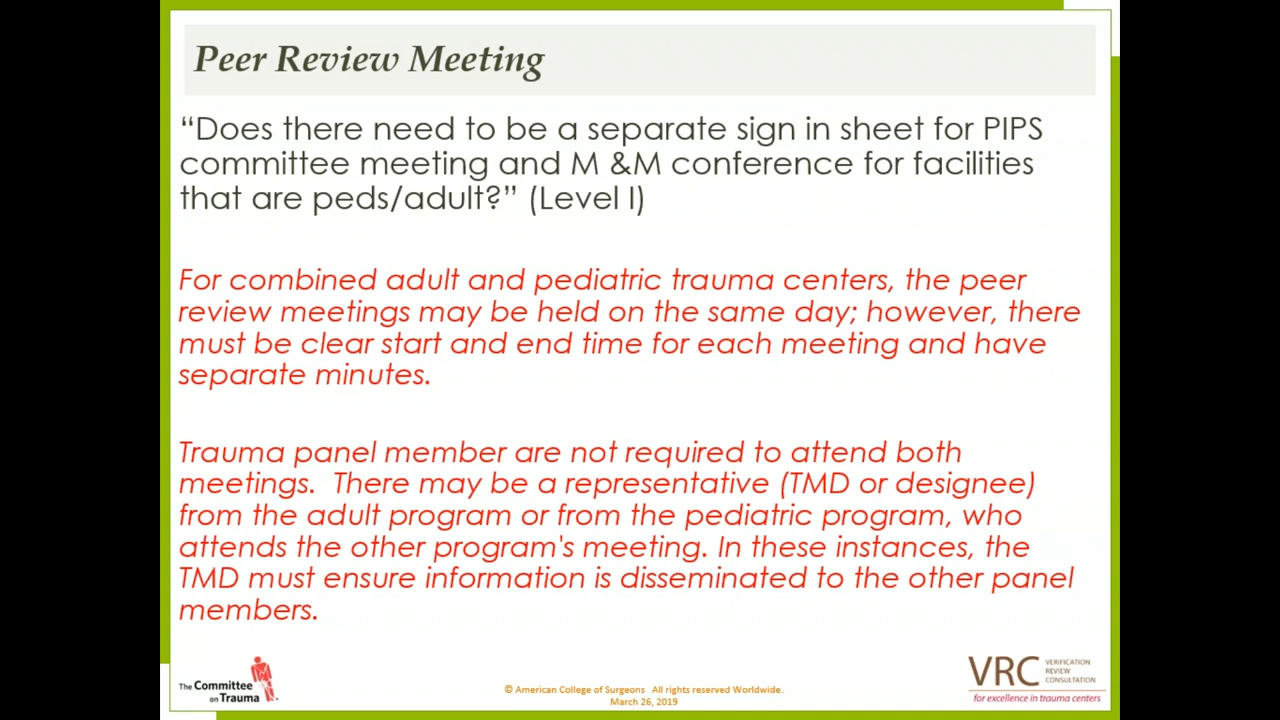 Peer Review Meeting
“Does there need to be a separate sign in sheet for PIPS
committee meeting and M &M conference for facilities
that are peds/adult?” (Level I)
For combined adult and pediatric trauma centers, the peer
review meetings may be held on the same day; however, there
must be clear start and end time for each meeting and have
separate minutes.
Trauma panel member are not required to attend both
meetings.  There may be a representative (TMD or designee)
from the adult program or from the pediatric program, who
attends the other program's meeting. In these instances, the
TMD must ensure information is disseminated to the other panel
members.
The Committee
on Trauma
© American College of Surgeons  All rights reserved Worldwide.
March 26, 2019
VRC
VERIFICATION
REVIEW
CONSULTATION
for excellence in trauma centers